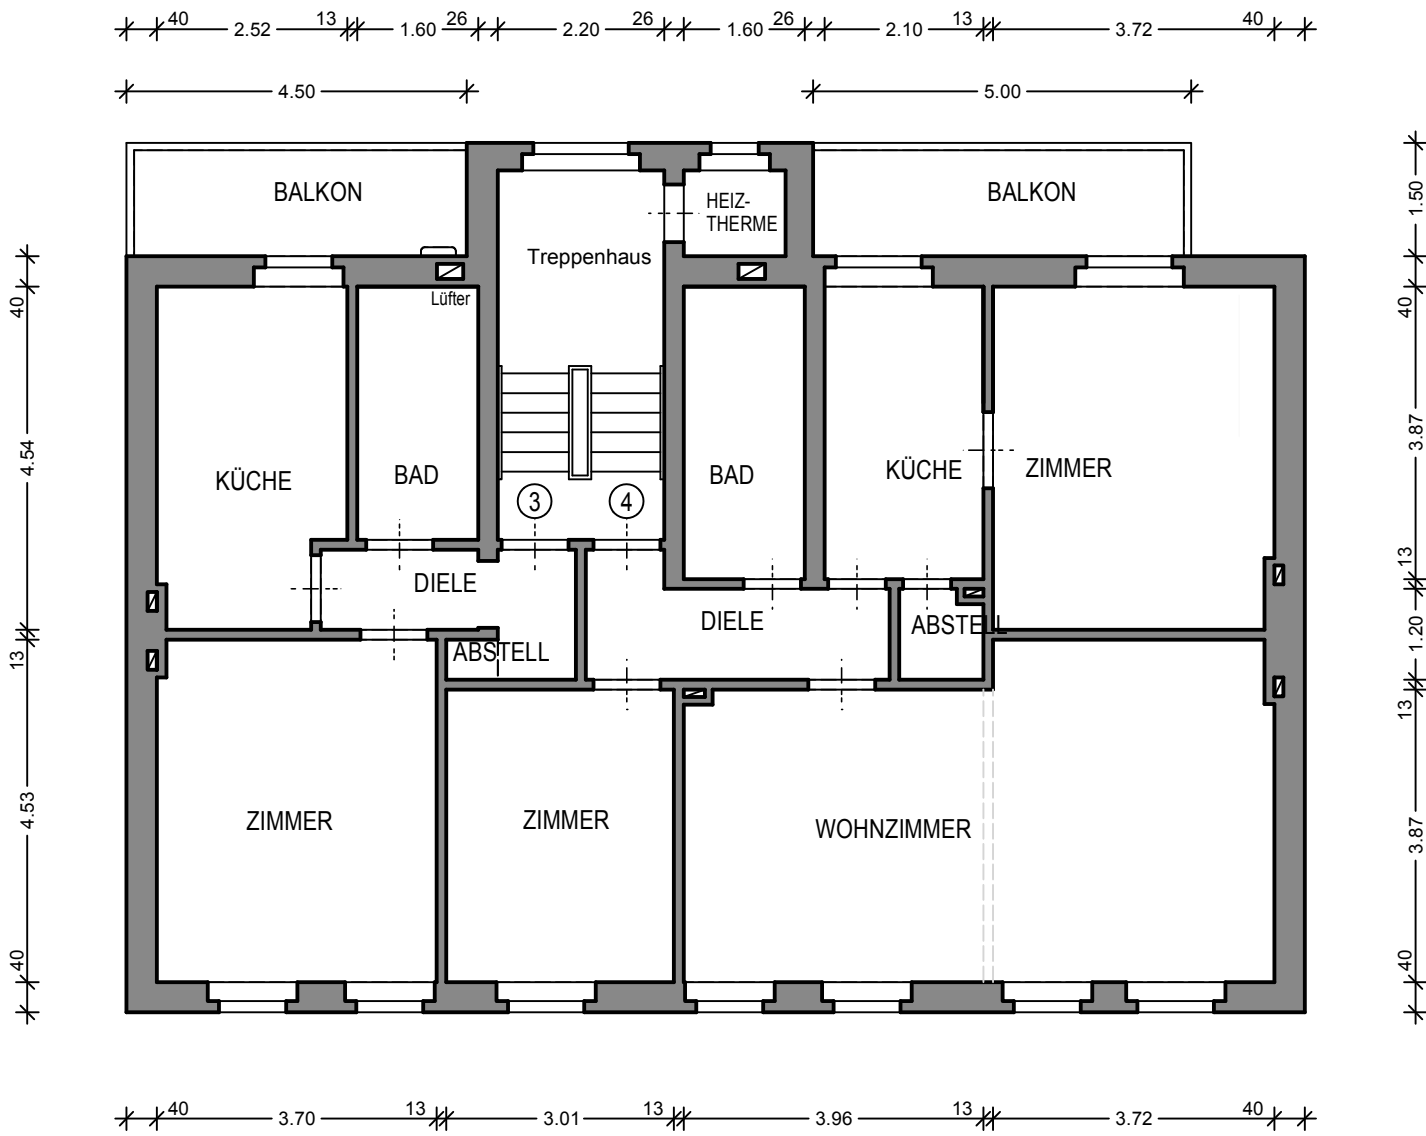 40 2.52 13 1.60 26 2.20 26 1.60 26 2.10 13 3.72 40
4.50 5.00
BALKON
HEIZ-
THERME
BALKON
1.50
Treppenhaus
Lüfter
40
40
4.54
3.87
KÜCHE
BAD
BAD
KÜCHE
ZIMMER
3 4
DIELE
DIELE
ABSTELL
ABSTELL
13
13
1.20
13
ZIMMER
ZIMMER
WOHNZIMMER
4.53
3.87
40
40
40 3.70 13 3.01 13 3.96 13 3.72 40